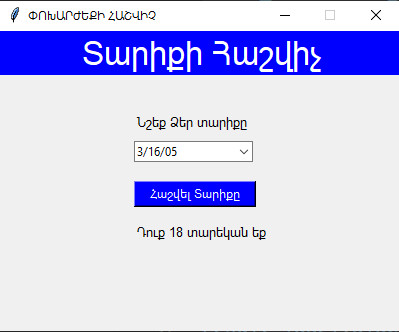 ՓՈԽԱՐԺԵՔԻ ՀԱՇՎԻՉ
Տարիքի Հաշվիչ
Նշեք Ձեր տարիքը
3/16/05
Հաշվել Տարիքը
Դուք 18 տարեկան եք